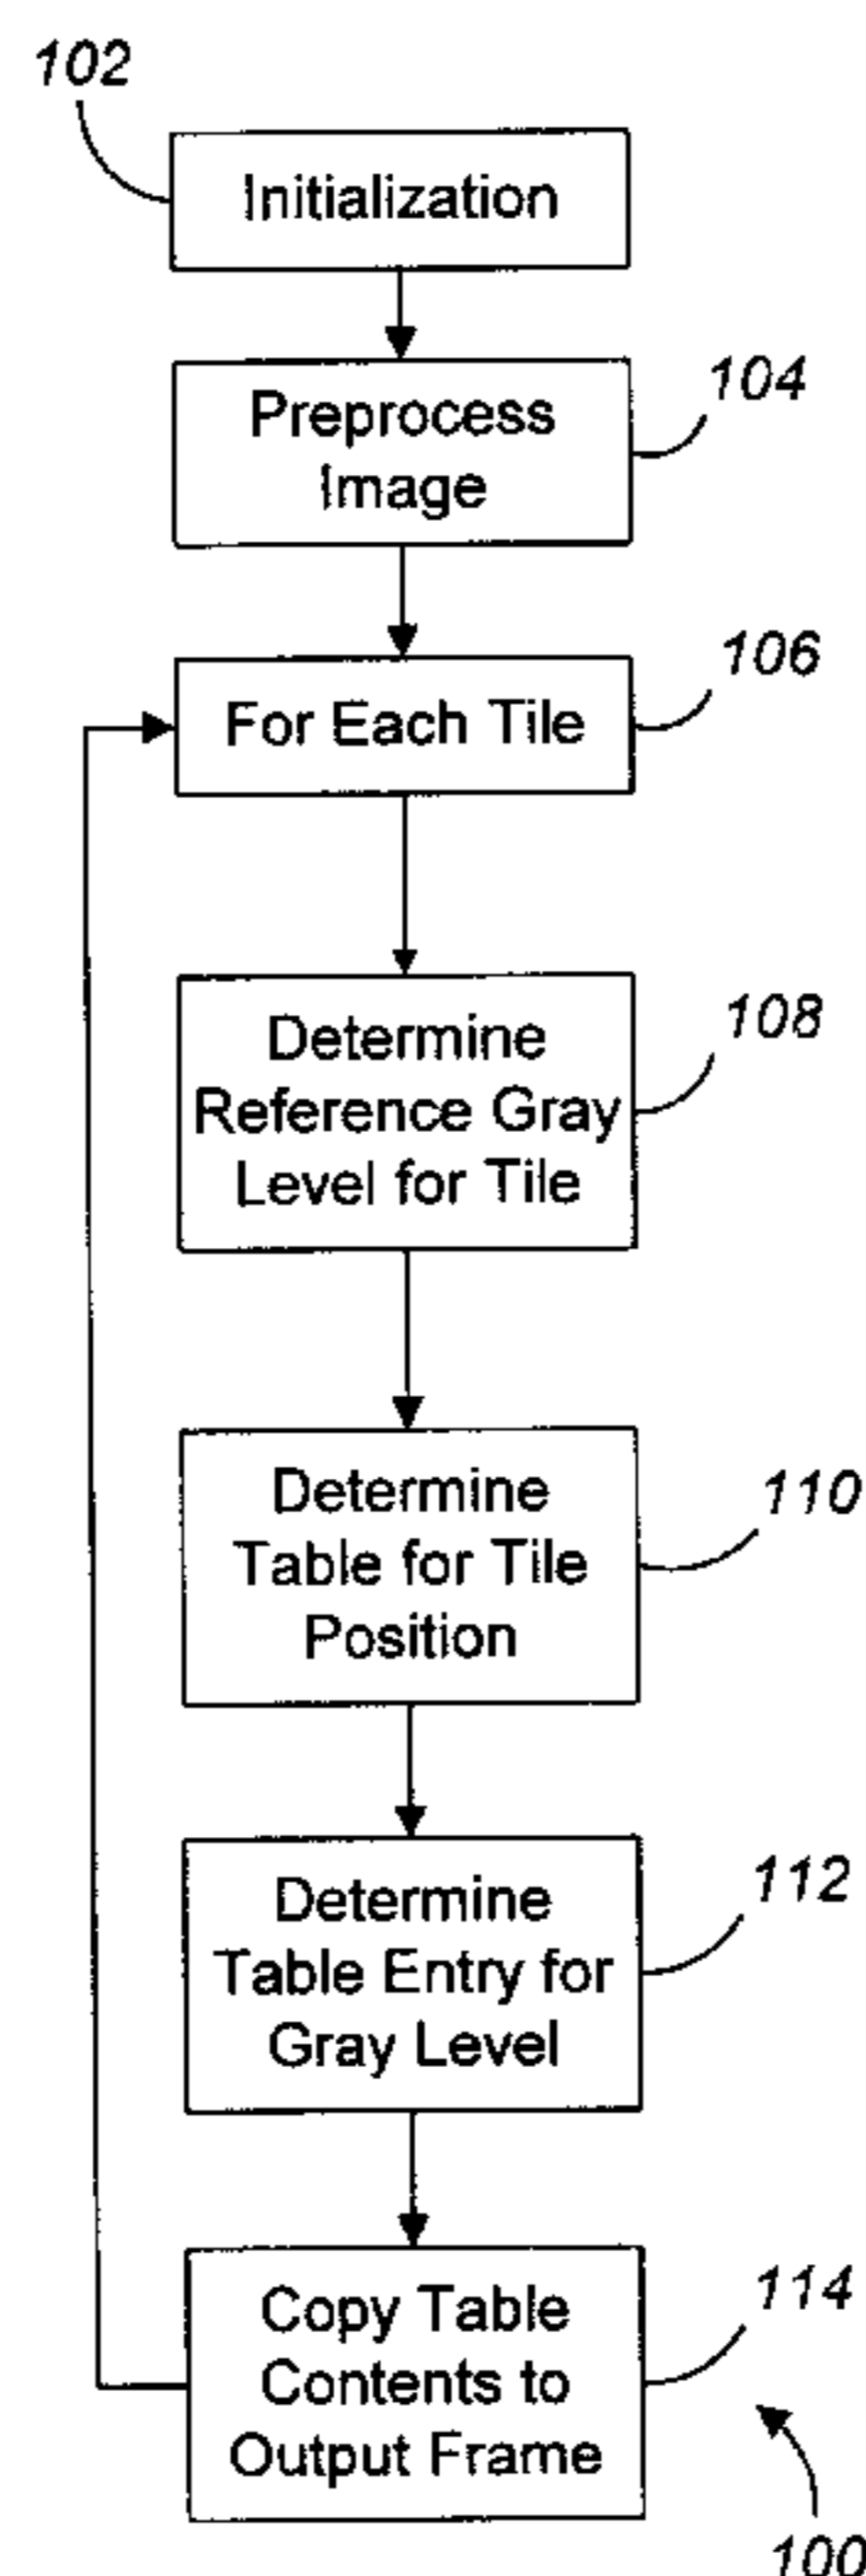 102
Initialization
104
Preprocess
Image
106
For Each Tile
108
Determine
Reference Gray
Level for Tile
110
Determine
Table for Tile
Position
112
Determine
Table Entry for
Gray Level
114
Copy Table
Contents to
Output Frame
100